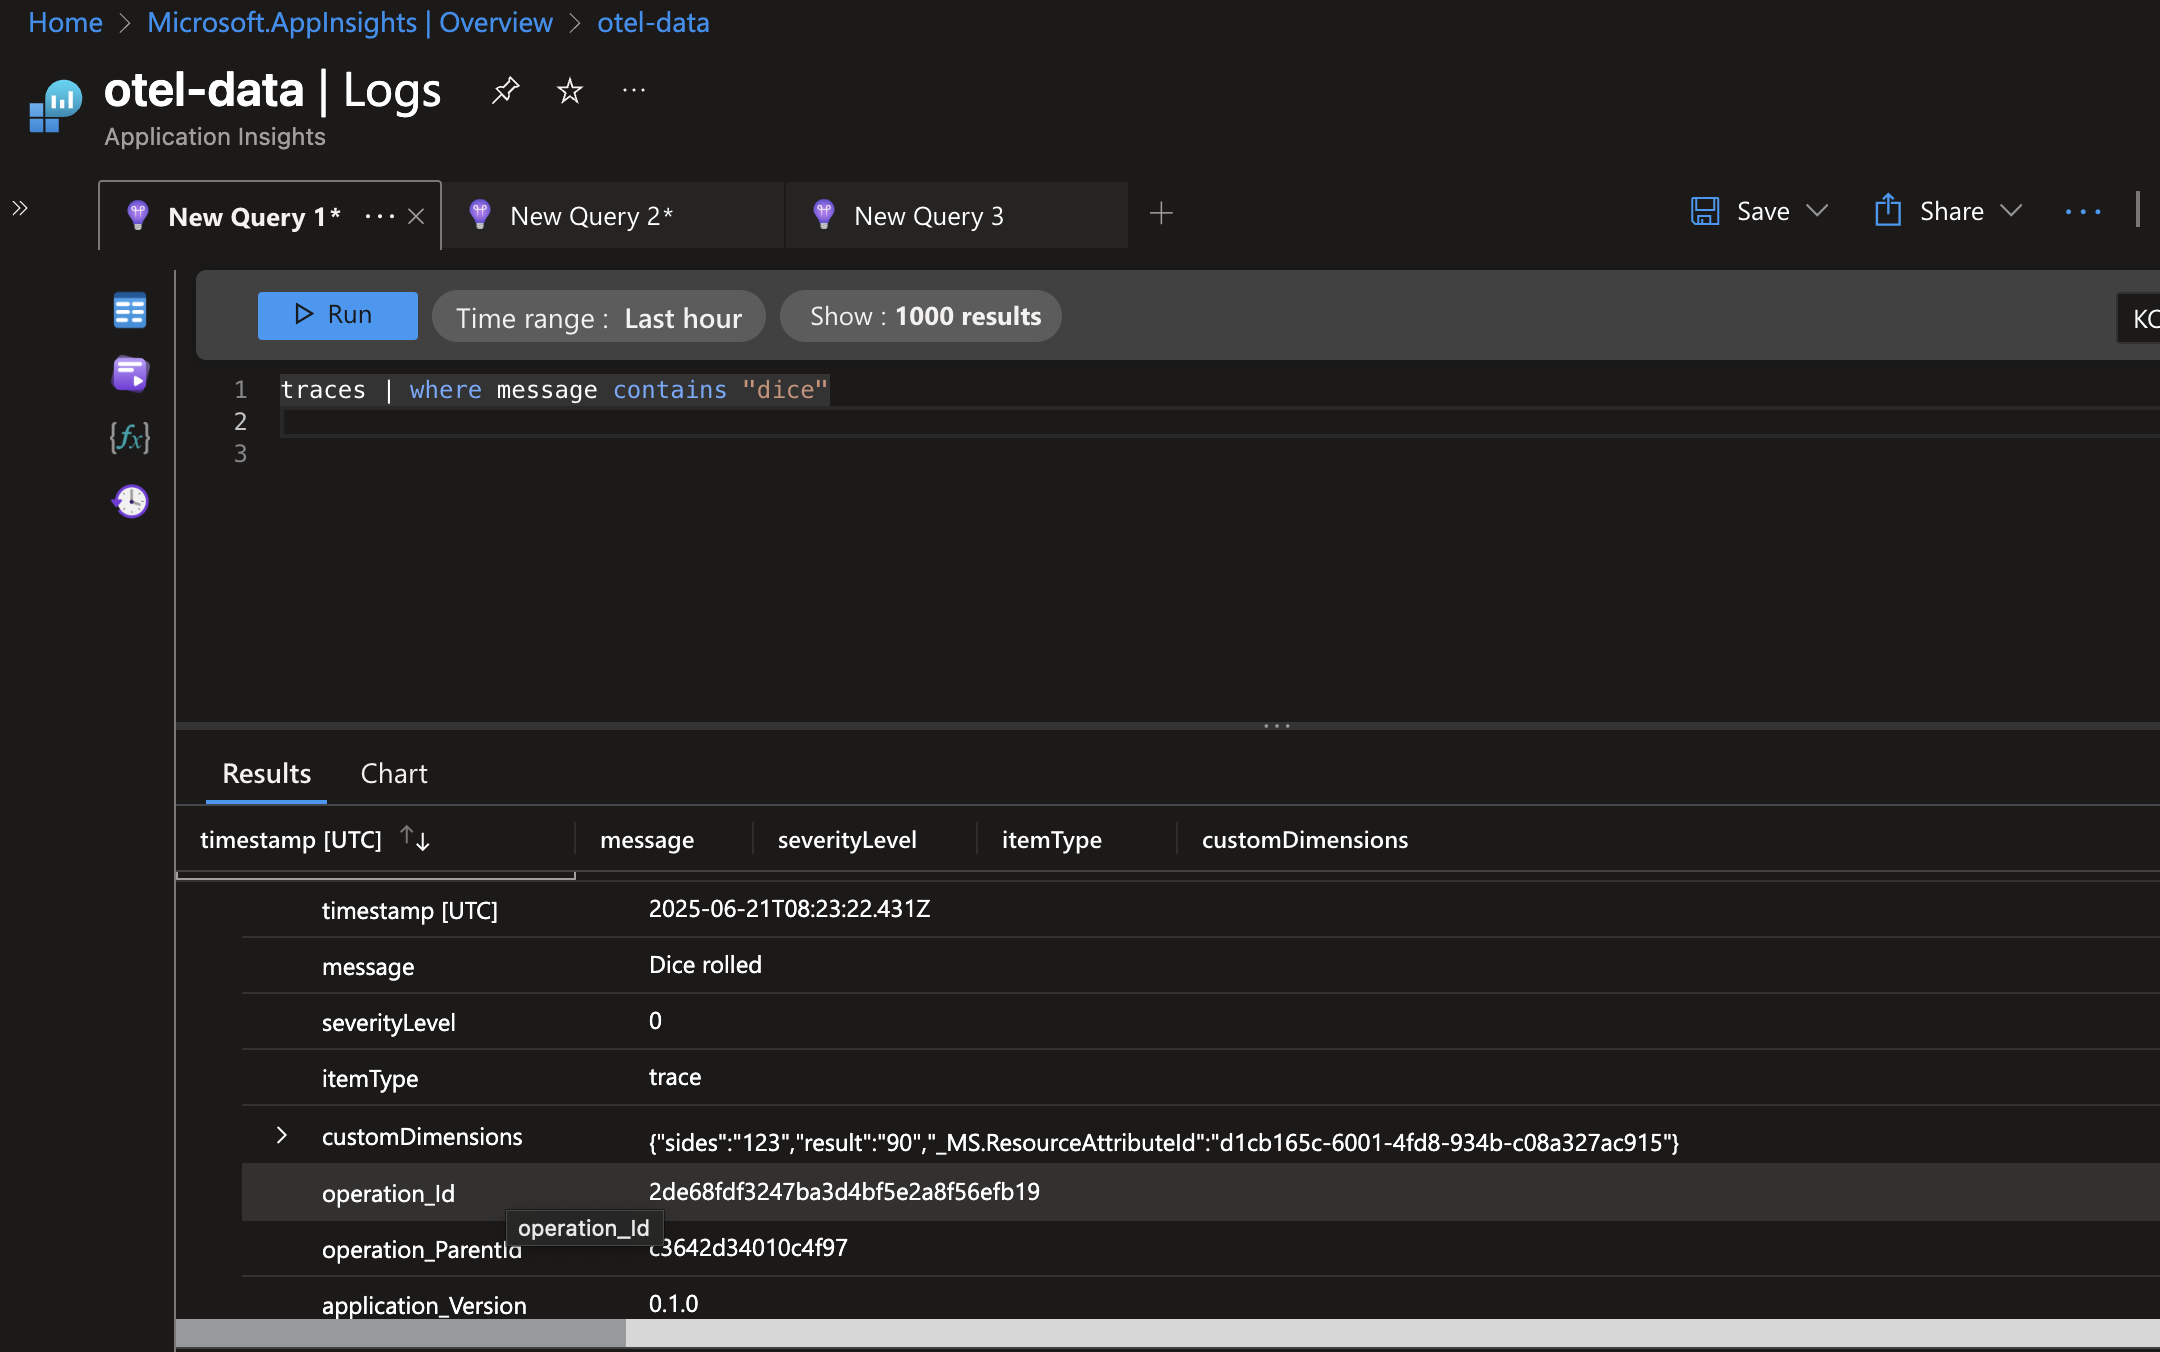 Home > Microsoft.AppInsights | Overview > otel-data
otel-data | Logs ...
Application Insights
New Query 1* ...
New Query 2*
New Query 3
Save
Share
...
Run
Time range : Last hour
Show : 1000 results
1 traces | where message contains "dice"
2
3
{fx}
Results Chart
timestamp [UTC] message severityLevel itemType customDimensions
timestamp [UTC] 2025-06-21T08:23:22.431Z
message Dice rolled
severityLevel 0
itemType trace
customDimensions {"sides":"123","result":"90","_MS.ResourceAttributeId":"d1cb165c-6001-4fd8-934b-c08a327ac915"}
operation_Id 2de68fdf3247ba3d4bf5e2a8f56efb19
operation_Id
operation_ParentId c3642d34010c4f97
application_Version 0.1.0